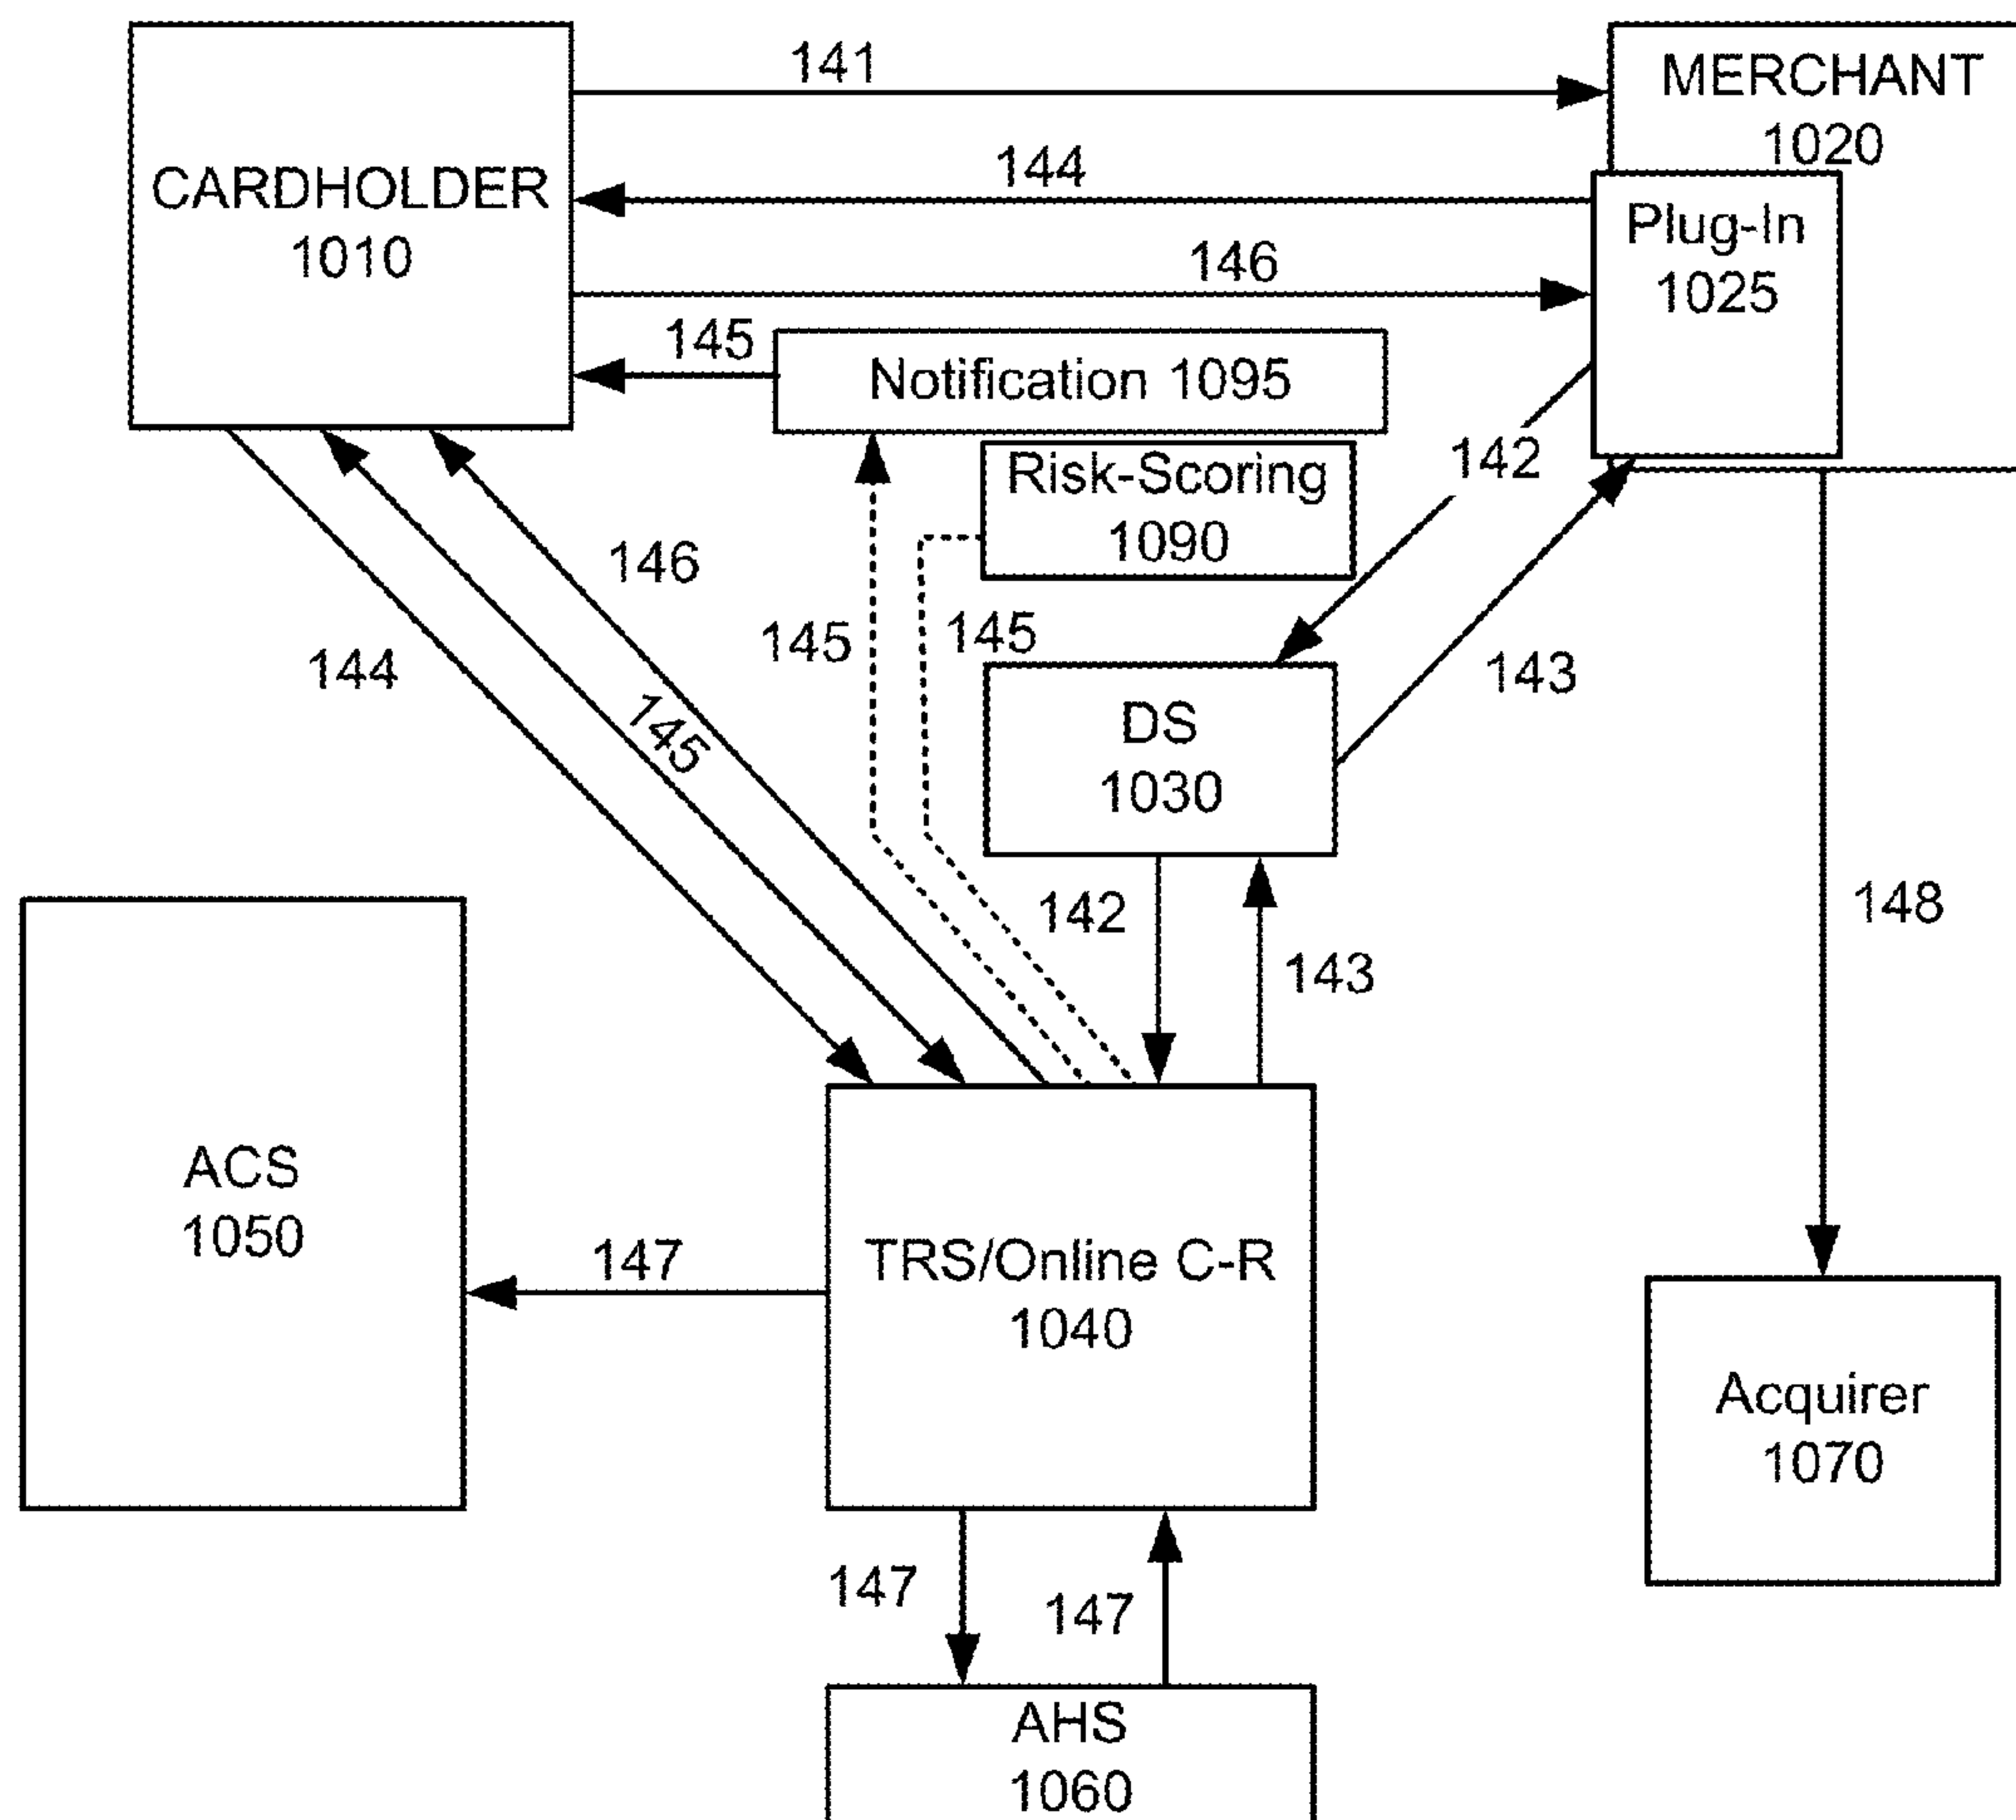 141
MERCHANT
1020
CARDHOLDER
1010
144
Plug-In
1025
146
145
Notification 1095
Risk-Scoring
1090
142
146
144
145
145
145
143
DS
1030
142
143
148
ACS
1050
147
TRS/Online C-R
1040
Acquirer
1070
147
147
AHS
1060